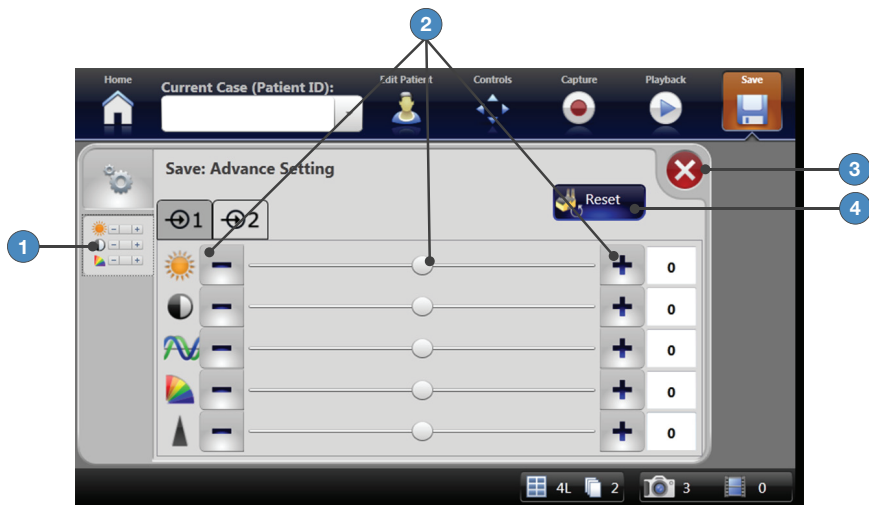 2
Home
Current Case (Patient ID):
Edit Patient
Controls
Capture
Playback
Save
Save: Advance Setting
3
Reset
4
1
2
1
0
0
0
0
0
4L
2
3
0